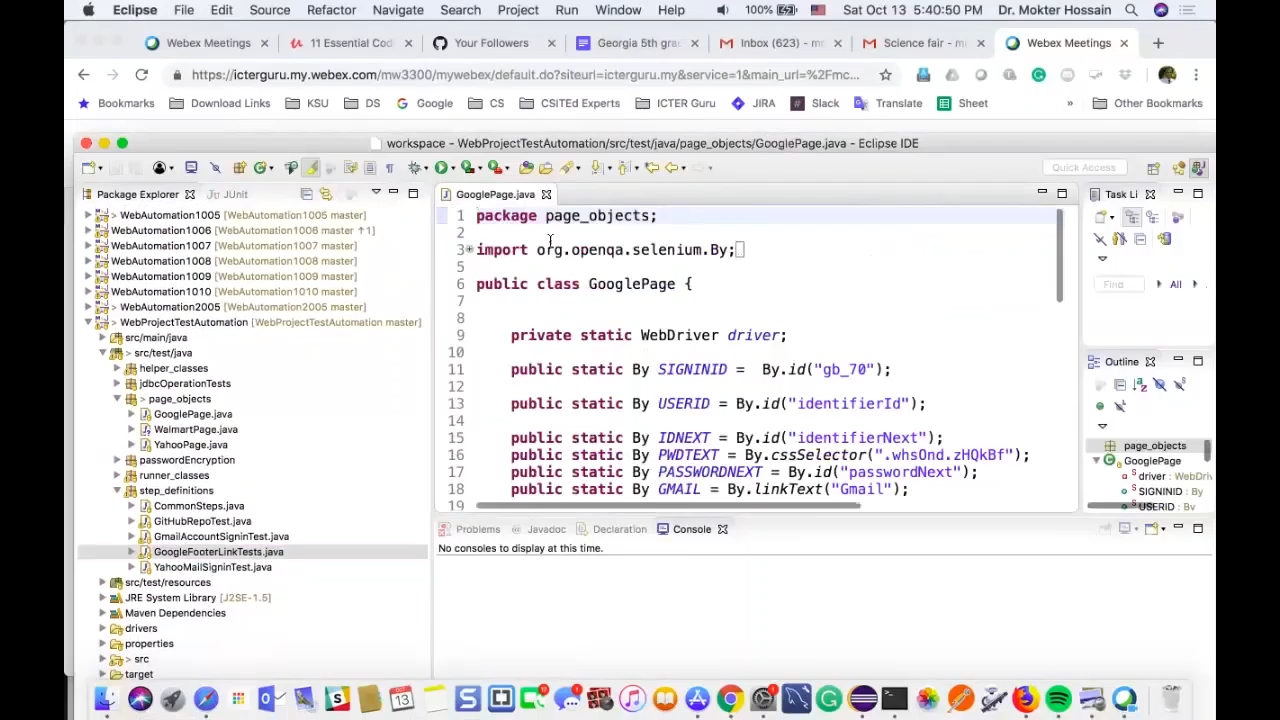 Eclipse File Edit Source Refactor Navigate Search Project Run Window Help 100% Sat Oct 13 5:40:50 PM Dr. Mokter Hossain
Webex Meetings 11 Essential Cod Your Followers Georgia 5th gra Inbox (623) - m Science fair - m Webex Meetings
https://icterguru.my.webex.com/mw3300/mywebex/default.do?siteurl=icterguru.my&service=1&main_url=%2Fmc...
Bookmarks Download Links KSU DS Google CS CSITEd Experts ICTER Guru JIRA Slack Translate Sheet » Other Bookmarks
workspace - WebProjectTestAutomation/src/test/java/page_objects/GooglePage.java - Eclipse IDE
Quick Access
Package Explorer JUnit
> WebAutomation1005 [WebAutomation1005 master]
WebAutomation1006 [WebAutomation1006 master ↑1]
WebAutomation1007 [WebAutomation1007 master]
WebAutomation1008 [WebAutomation1008 master]
WebAutomation1009 [WebAutomation1009 master]
WebAutomation1010 [WebAutomation1010 master]
> WebAutomation2005 [WebAutomation2005 master]
> WebProjectTestAutomation [WebProjectTestAutomation master]
src/main/java
> src/test/java
helper_classes
jdbcOperationTests
> page_objects
GooglePage.java
WalmartPage.java
YahooPage.java
passwordEncryption
runner_classes
step_definitions
CommonSteps.java
GitHubRepoTest.java
GmailAccountSigninTest.java
GoogleFooterLinkTests.java
YahooMailSigninTest.java
src/test/resources
JRE System Library [J2SE-1.5]
Maven Dependencies
drivers
properties
> src
target
GooglePage.java
1 package page_objects;
2
3 import org.openqa.selenium.By;
5
6 public class GooglePage {
7
8
9 private static WebDriver driver;
10
11 public static By SIGNINID = By.id("gb_70");
12
13 public static By USERID = By.id("identifierId");
14
15 public static By IDNEXT = By.id("identifierNext");
16 public static By PWDTEXT = By.cssSelector(".whsOnd.zHQkBf");
17 public static By PASSWORDNEXT = By.id("passwordNext");
18 public static By GMAIL = By.linkText("Gmail");
19
Problems Javadoc Declaration Console
No consoles to display at this time.
Task Li
Find All
Outline
page_objects
GooglePage
driver : WebDri
SIGNINID : By
USERID : By
OCT
13